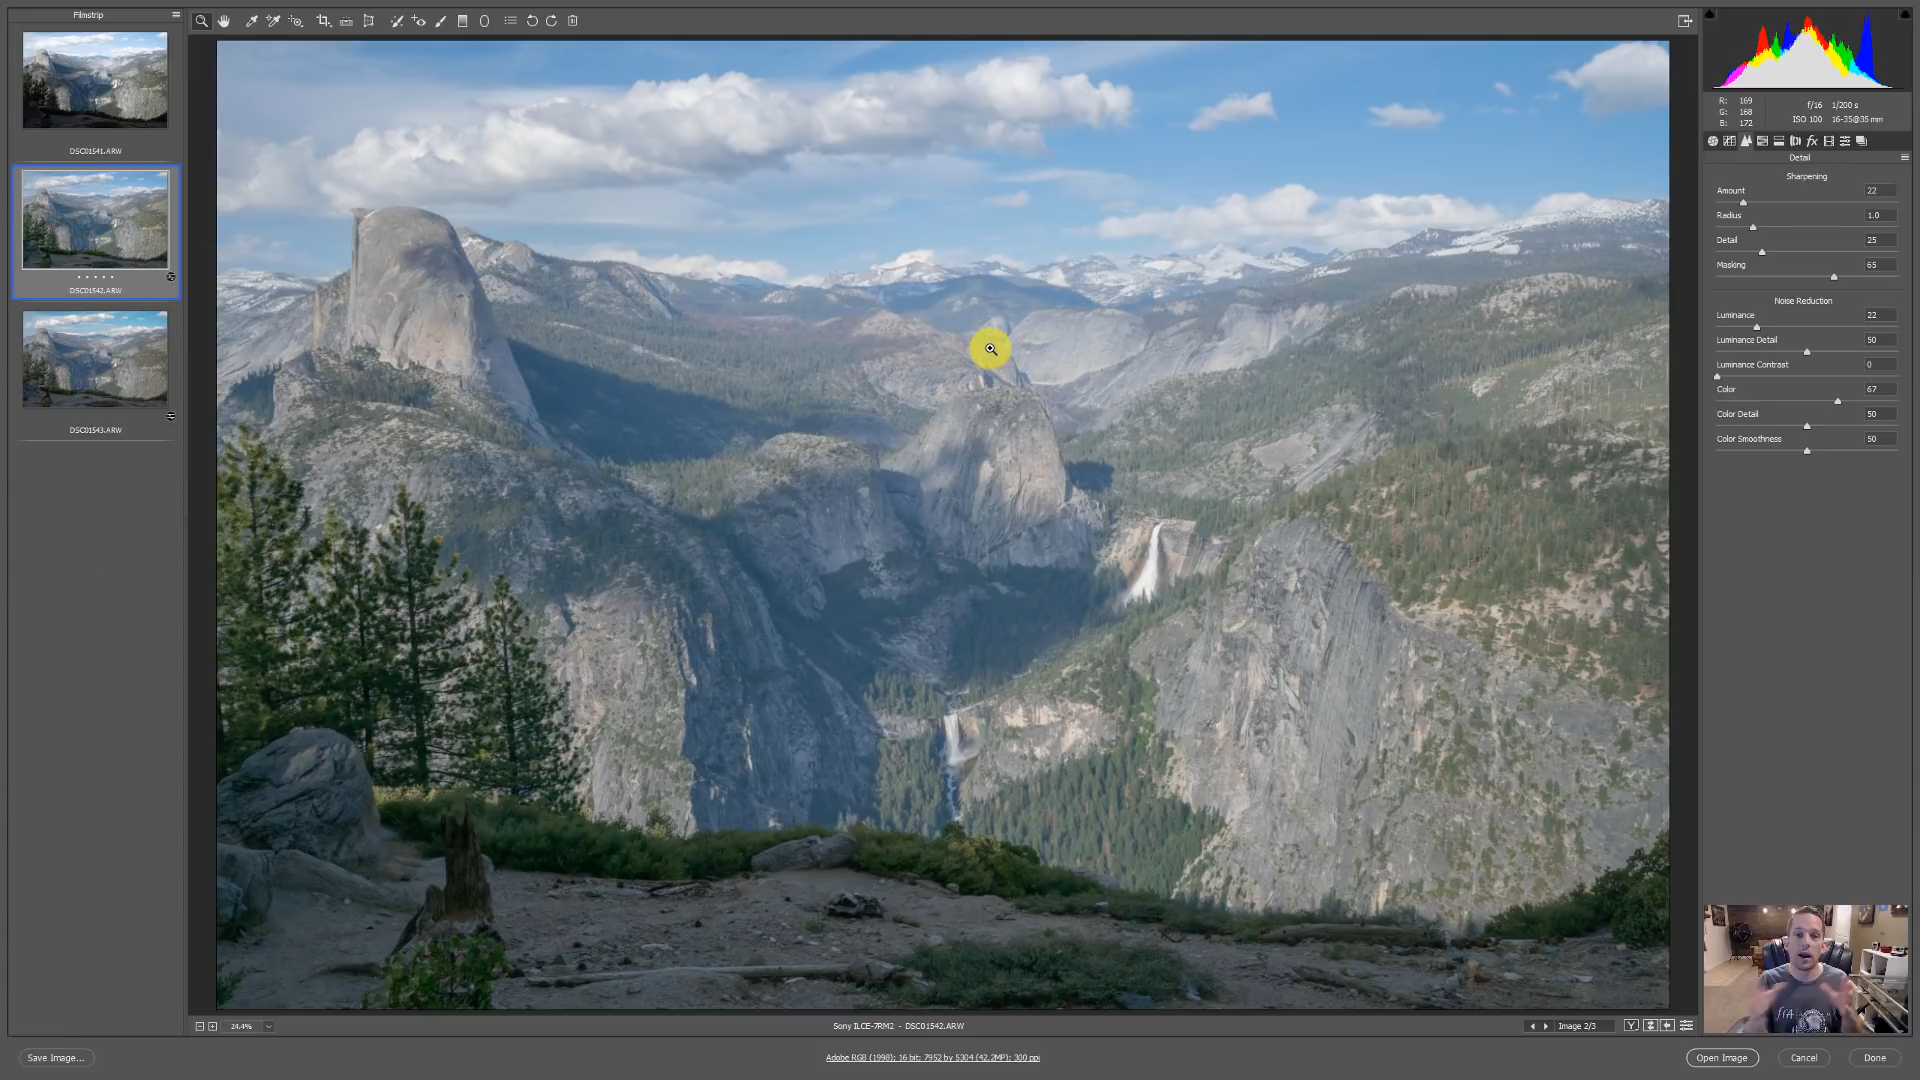 Filmstrip
DSC01541.ARW
DSC01542.ARW
DSC01543.ARW
R: 169
G: 168
B: 172
f/16 1/200 s
ISO 100 16-35@35 mm
fx
Detail
Sharpening
Amount 22
Radius 1.0
Detail 25
Masking 65
Noise Reduction
Luminance 22
Luminance Detail 50
Luminance Contrast 0
Color 67
Color Detail 50
Color Smoothness 50
24.4%
Sony ILCE-7RM2 - DSC01542.ARW
Image 2/3
Y
Save Image...
Adobe RGB (1998); 16 bit; 7952 by 5304 (42.2MP); 300 ppi
Open Image
Cancel
Done